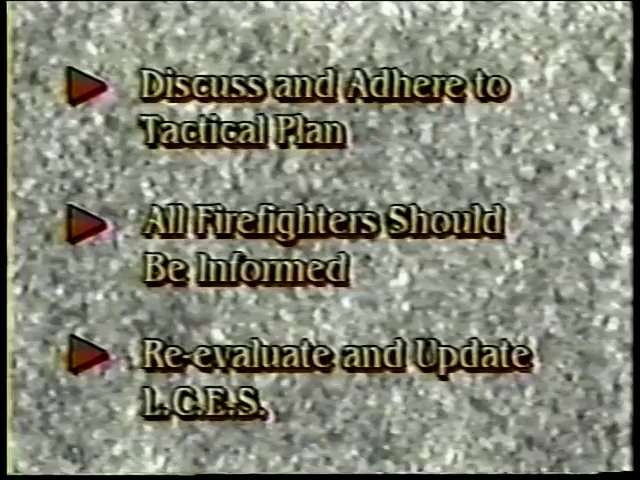 Discuss and Adhere to
Tactical Plan
All Firefighters Should
Be Informed
Re-evaluate and Update
L.C.E.S.